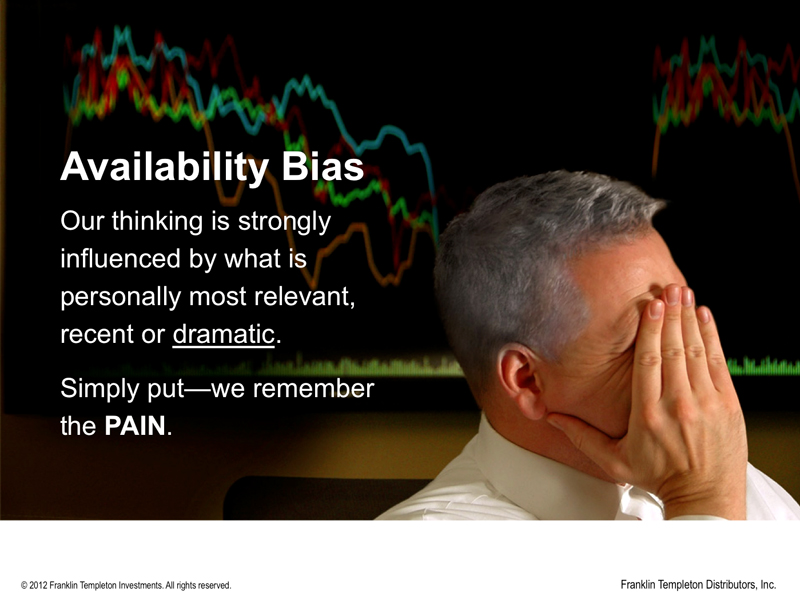 Availability Bias
Our thinking is strongly
influenced by what is
personally most relevant,
recent or dramatic.
Simply put—we remember
the PAIN.
© 2012 Franklin Templeton Investments. All rights reserved.
Franklin Templeton Distributors, Inc.